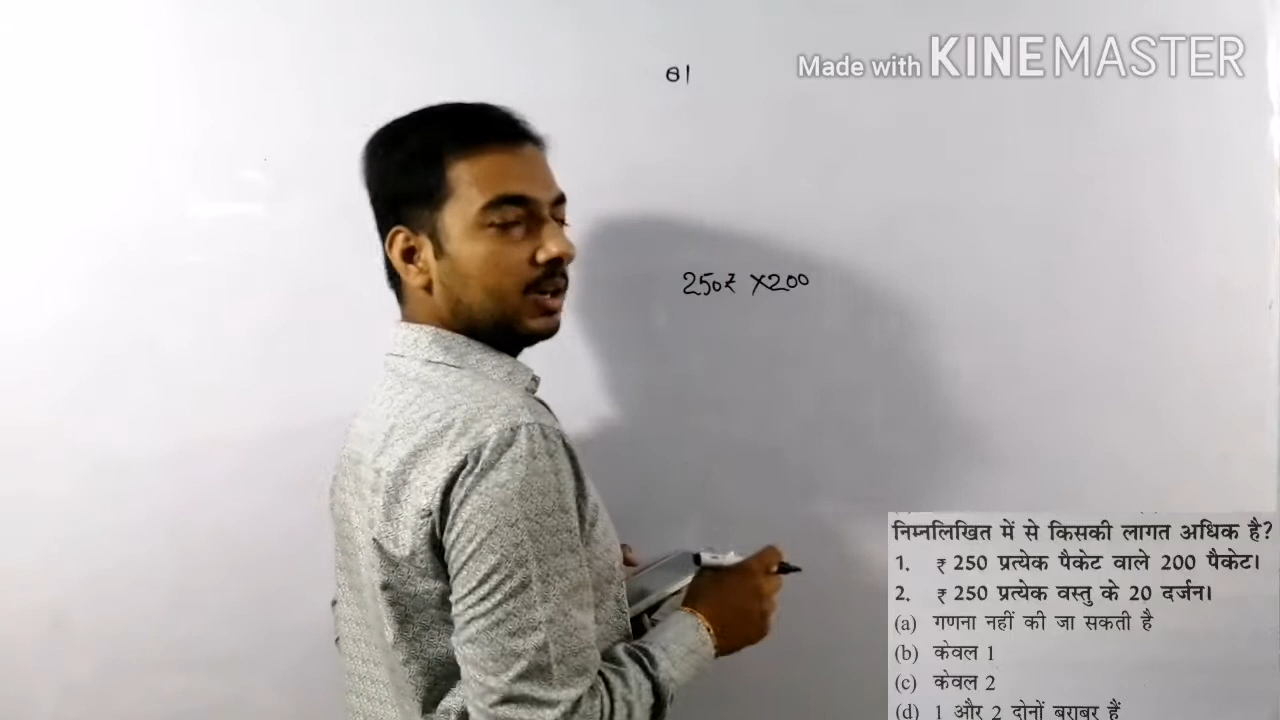 Made with KINEMASTER
61
250₹ ×200
निम्नलिखित में से किसकी लागत अधिक है?
1. ₹ 250 प्रत्येक पैकेट वाले 200 पैकेट।
2. ₹ 250 प्रत्येक वस्तु के 20 दर्जन।
(a) गणना नहीं की जा सकती है
(b) केवल 1
(c) केवल 2
(d) 1 और 2 दोनों बराबर हैं